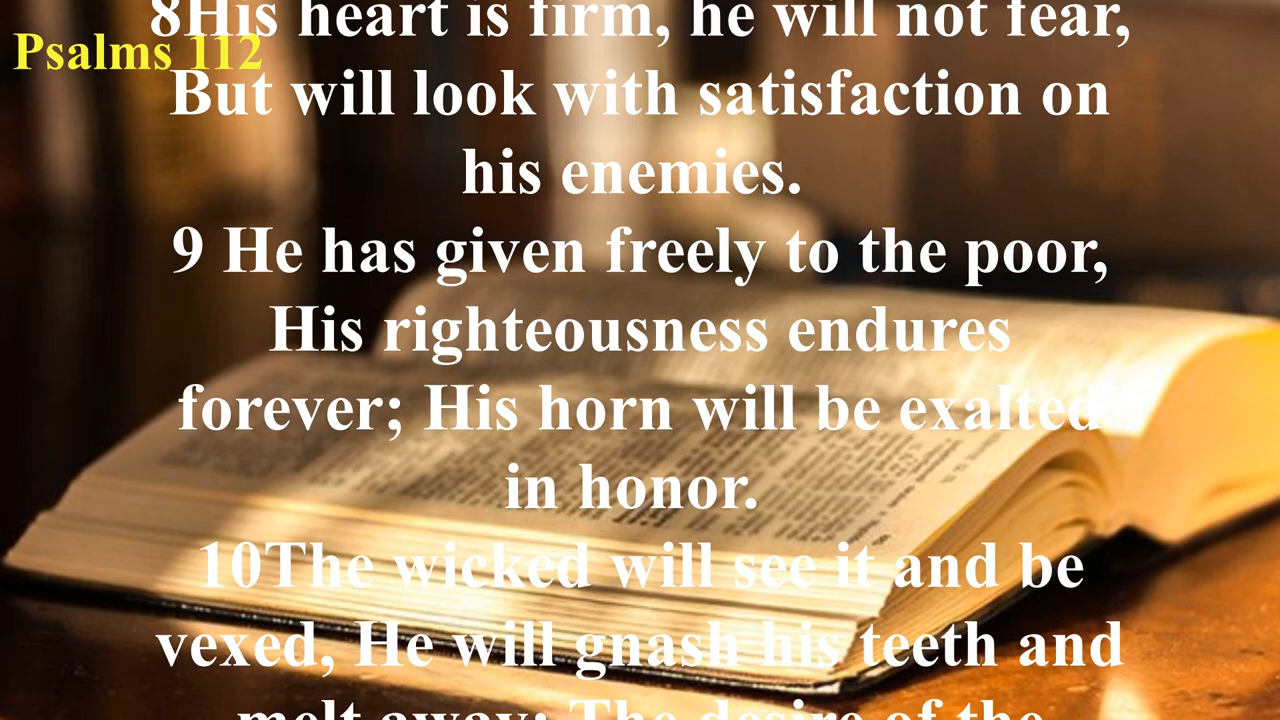 8His heart is firm, he will not fear,
Psalms 112
But will look with satisfaction on
his enemies.
9 He has given freely to the poor,
His righteousness endures
forever; His horn will be exalted
in honor.
10The wicked will see it and be
vexed, He will gnash his teeth and
melt away; The desire of the